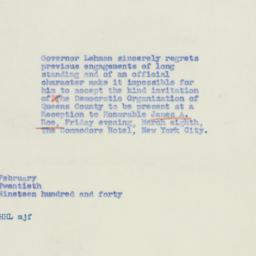 Governor Lehman sincerely regrets
previous engagements of long
standing and of an official
character make it impossible for
him to accept the kind invitation
of the Democratic Organization of
Queens County to be present at a
Reception to Honorable James A.
Roe, Friday evening, March eighth,
The Commodore Hotel, New York City.
February
Twentieth
Nineteen hundred and forty
HHL mjf